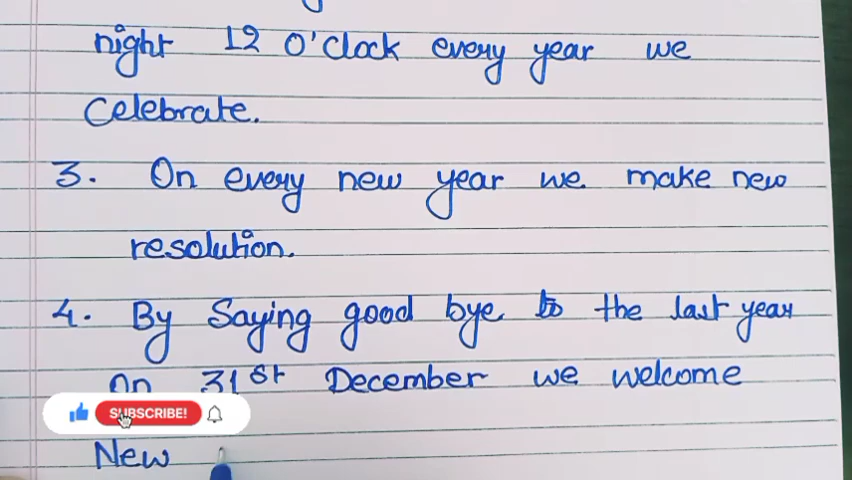 night 12 O'Clock every year we
Celebrate.
3. On every new year we make new
resolution.
4. By Saying good bye to the last year
on 31st December we welcome
SUBSCRIBE!
New